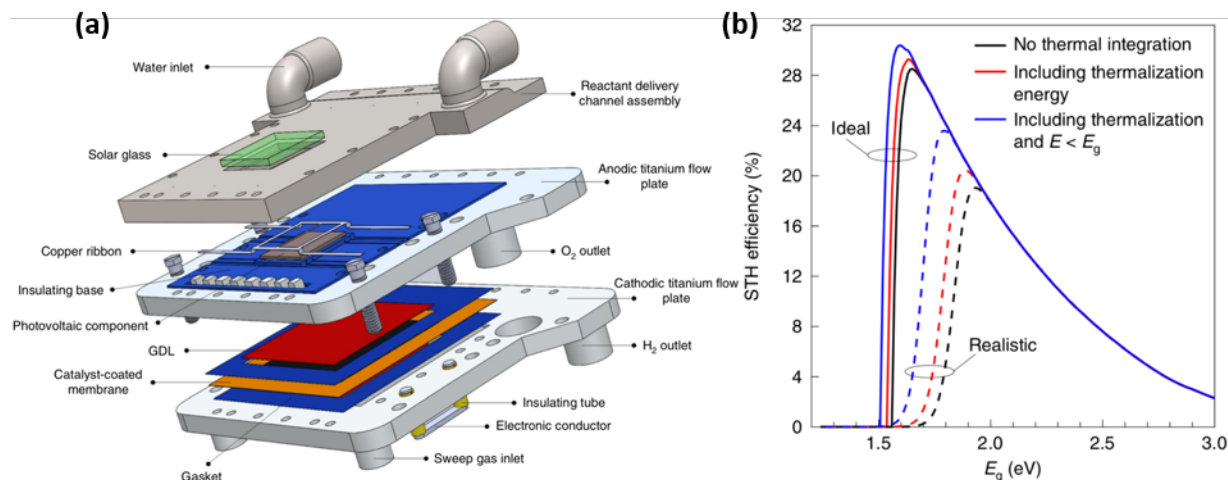 (a)
Water inlet
Reactant delivery
channel assembly
Solar glass
Anodic titanium flow
plate
Copper ribbon
O₂ outlet
Insulating base
Cathodic titanium flow
plate
Photovoltaic component
GDL
H₂ outlet
Catalyst-coated
membrane
Insulating tube
Electronic conductor
Gasket
Sweep gas inlet
(b)
No thermal integration
Including thermalization
energy
Including thermalization
and E < Eg
Ideal
Realistic
STH efficiency (%)
32
28
24
20
16
12
8
4
0
1.5
2.0
2.5
3.0
Eg (eV)